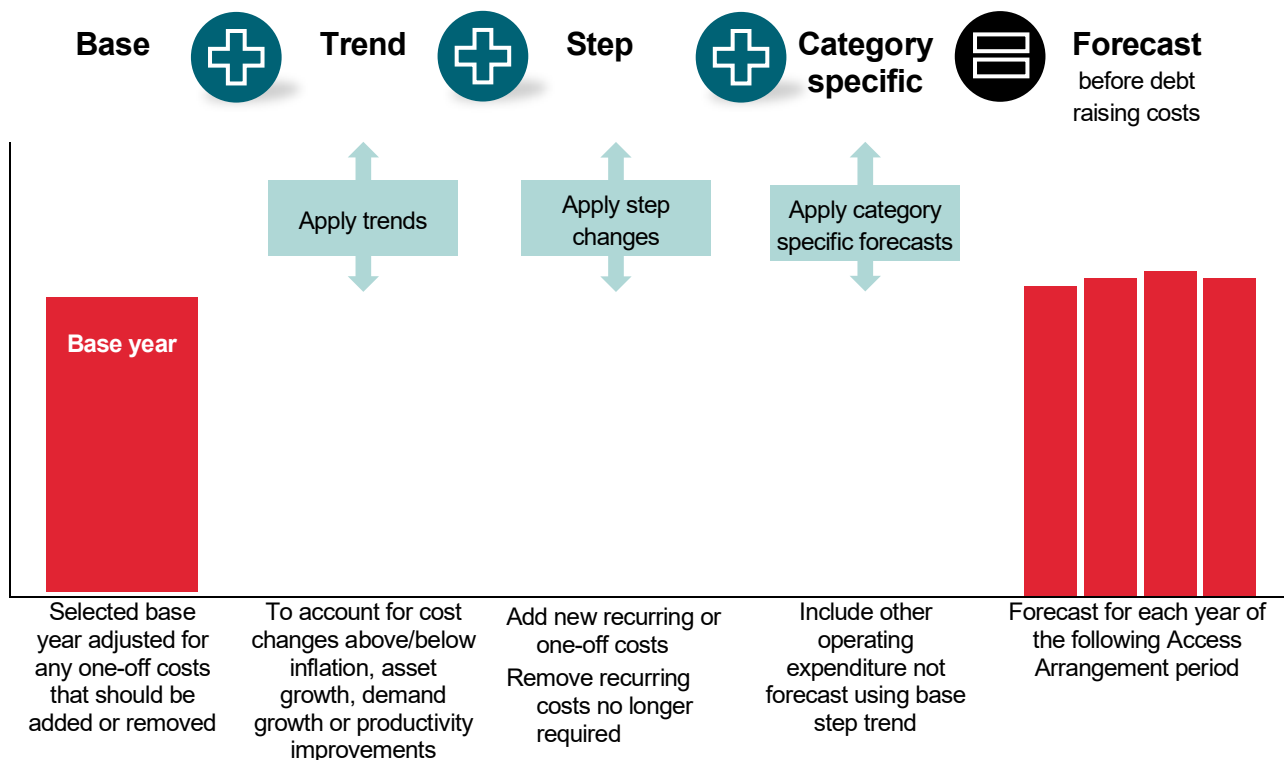 Base
Trend
Step
Category
specific
Forecast
before debt
raising costs
Apply trends
Apply step
changes
Apply category
specific forecasts
Base year
Selected base
year adjusted for
any one-off costs
that should be
added or removed
To account for cost
changes above/below
inflation, asset
growth, demand
growth or productivity
improvements
Add new recurring or
one-off costs
Remove recurring
costs no longer
required
Include other
operating
expenditure not
forecast using base
step trend
Forecast for each year of
the following Access
Arrangement period